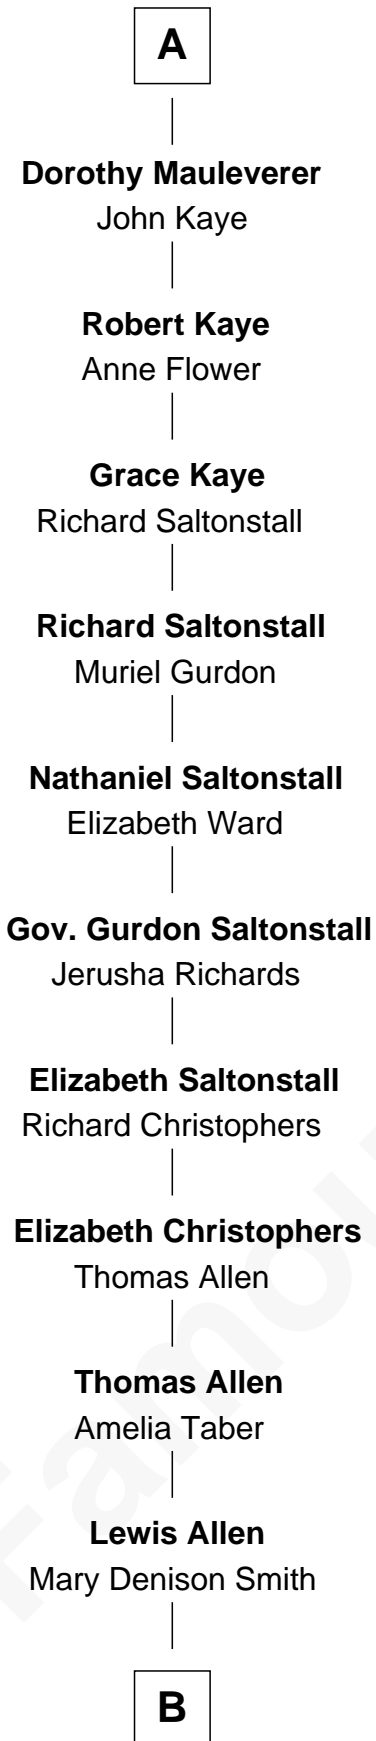 A
Dorothy Mauleverer
John Kaye
Robert Kaye
Anne Flower
Grace Kaye
Richard Saltonstall
Richard Saltonstall
Muriel Gurdon
Nathaniel Saltonstall
Elizabeth Ward
Gov. Gurdon Saltonstall
Jerusha Richards
Elizabeth Saltonstall
Richard Christophers
Elizabeth Christophers
Thomas Allen
Thomas Allen
Amelia Taber
Lewis Allen
Mary Denison Smith
B